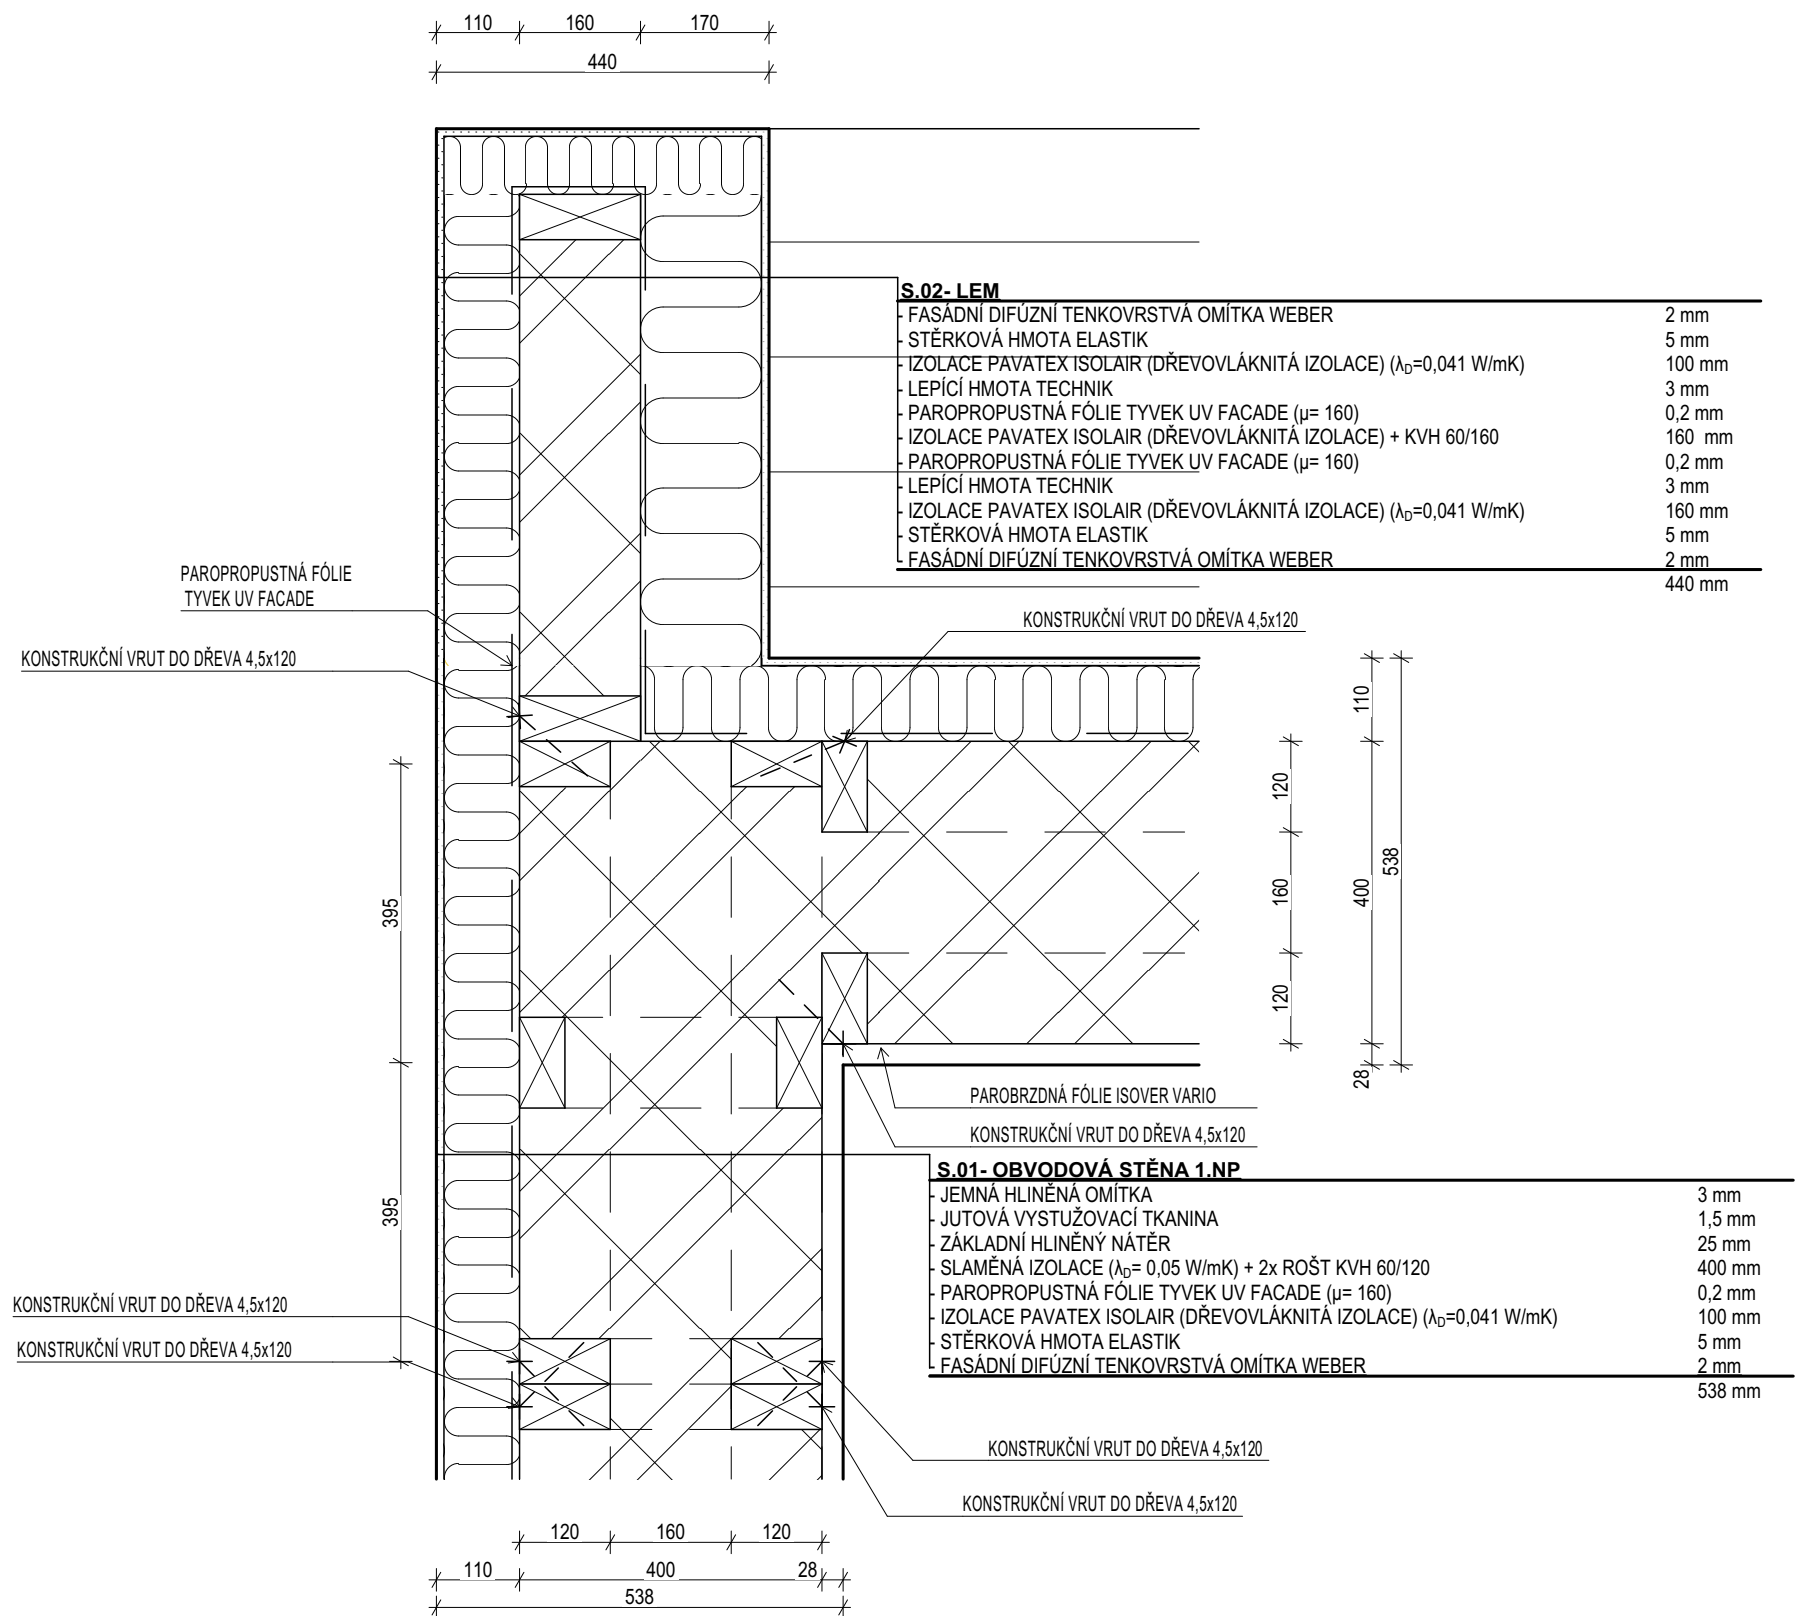 110 160 170
440
S.02- LEM
- FASÁDNÍ DIFÚZNÍ TENKOVRSTVÁ OMÍTKA WEBER 2 mm
- STĚRKOVÁ HMOTA ELASTIK 5 mm
- IZOLACE PAVATEX ISOLAIR (DŘEVOVLÁKNITÁ IZOLACE) (λD=0,041 W/mK) 100 mm
- LEPÍCÍ HMOTA TECHNIK 3 mm
- PAROPROPUSTNÁ FÓLIE TYVEK UV FACADE (μ= 160) 0,2 mm
- IZOLACE PAVATEX ISOLAIR (DŘEVOVLÁKNITÁ IZOLACE) + KVH 60/160 160 mm
- PAROPROPUSTNÁ FÓLIE TYVEK UV FACADE (μ= 160) 0,2 mm
- LEPÍCÍ HMOTA TECHNIK 3 mm
- IZOLACE PAVATEX ISOLAIR (DŘEVOVLÁKNITÁ IZOLACE) (λD=0,041 W/mK) 160 mm
- STĚRKOVÁ HMOTA ELASTIK 5 mm
- FASÁDNÍ DIFÚZNÍ TENKOVRSTVÁ OMÍTKA WEBER 2 mm
440 mm
PAROPROPUSTNÁ FÓLIE
TYVEK UV FACADE
KONSTRUKČNÍ VRUT DO DŘEVA 4,5x120
KONSTRUKČNÍ VRUT DO DŘEVA 4,5x120
110
120
160
120
400
538
28
395
395
PAROBRZDNÁ FÓLIE ISOVER VARIO
KONSTRUKČNÍ VRUT DO DŘEVA 4,5x120
S.01- OBVODOVÁ STĚNA 1.NP
- JEMNÁ HLINĚNÁ OMÍTKA 3 mm
- JUTOVÁ VYSTUŽOVACÍ TKANINA 1,5 mm
- ZÁKLADNÍ HLINĚNÝ NÁTĚR 25 mm
- SLAMĚNÁ IZOLACE (λD= 0,05 W/mK) + 2x ROŠT KVH 60/120 400 mm
- PAROPROPUSTNÁ FÓLIE TYVEK UV FACADE (μ= 160) 0,2 mm
- IZOLACE PAVATEX ISOLAIR (DŘEVOVLÁKNITÁ IZOLACE) (λD=0,041 W/mK) 100 mm
- STĚRKOVÁ HMOTA ELASTIK 5 mm
- FASÁDNÍ DIFÚZNÍ TENKOVRSTVÁ OMÍTKA WEBER 2 mm
538 mm
KONSTRUKČNÍ VRUT DO DŘEVA 4,5x120
KONSTRUKČNÍ VRUT DO DŘEVA 4,5x120
KONSTRUKČNÍ VRUT DO DŘEVA 4,5x120
KONSTRUKČNÍ VRUT DO DŘEVA 4,5x120
120 160 120
110 400 28
538